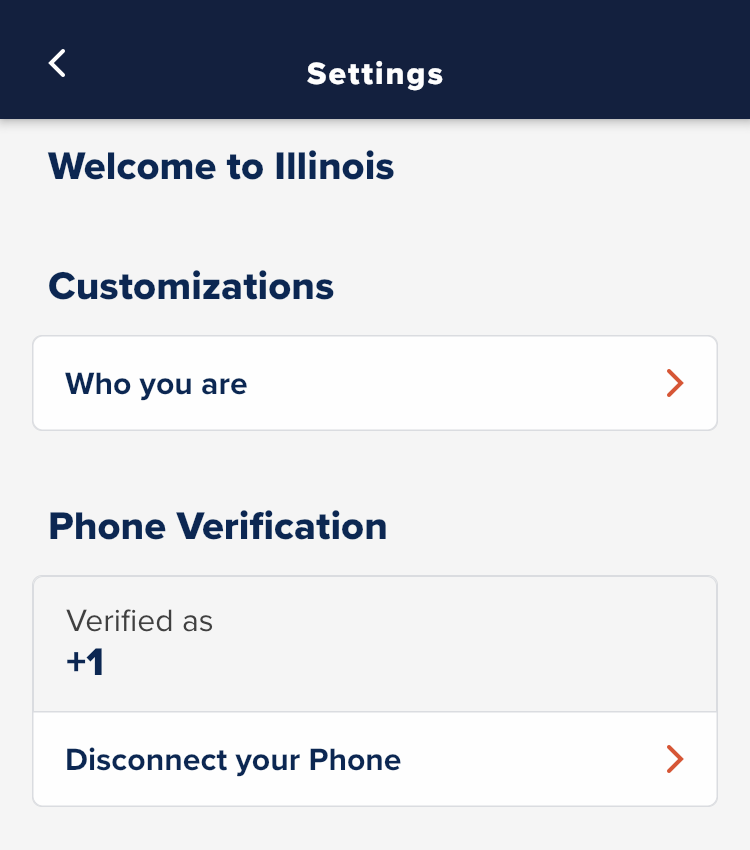 Settings
Welcome to Illinois
Customizations
Who you are
Phone Verification
Verified as
+1
Disconnect your Phone